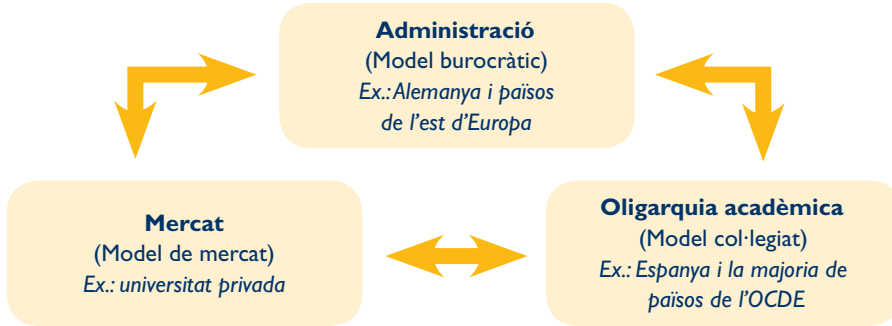 Administració
(Model burocràtic)
Ex.: Alemanya i països
de l’est d’Europa
Mercat
(Model de mercat)
Ex.: universitat privada
Oligarquia acadèmica
(Model col·legiat)
Ex.: Espanya i la majoria de
països de l’OCDE